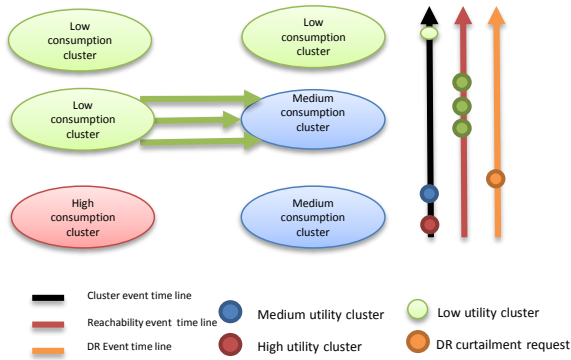 Low
consumption
cluster
Low
consumption
cluster
Low
consumption
cluster
Medium
consumption
cluster
High
consumption
cluster
Medium
consumption
cluster
Cluster event time line
Reachability event time line
DR Event time line
Medium utility cluster
High utility cluster
Low utility cluster
DR curtailment request